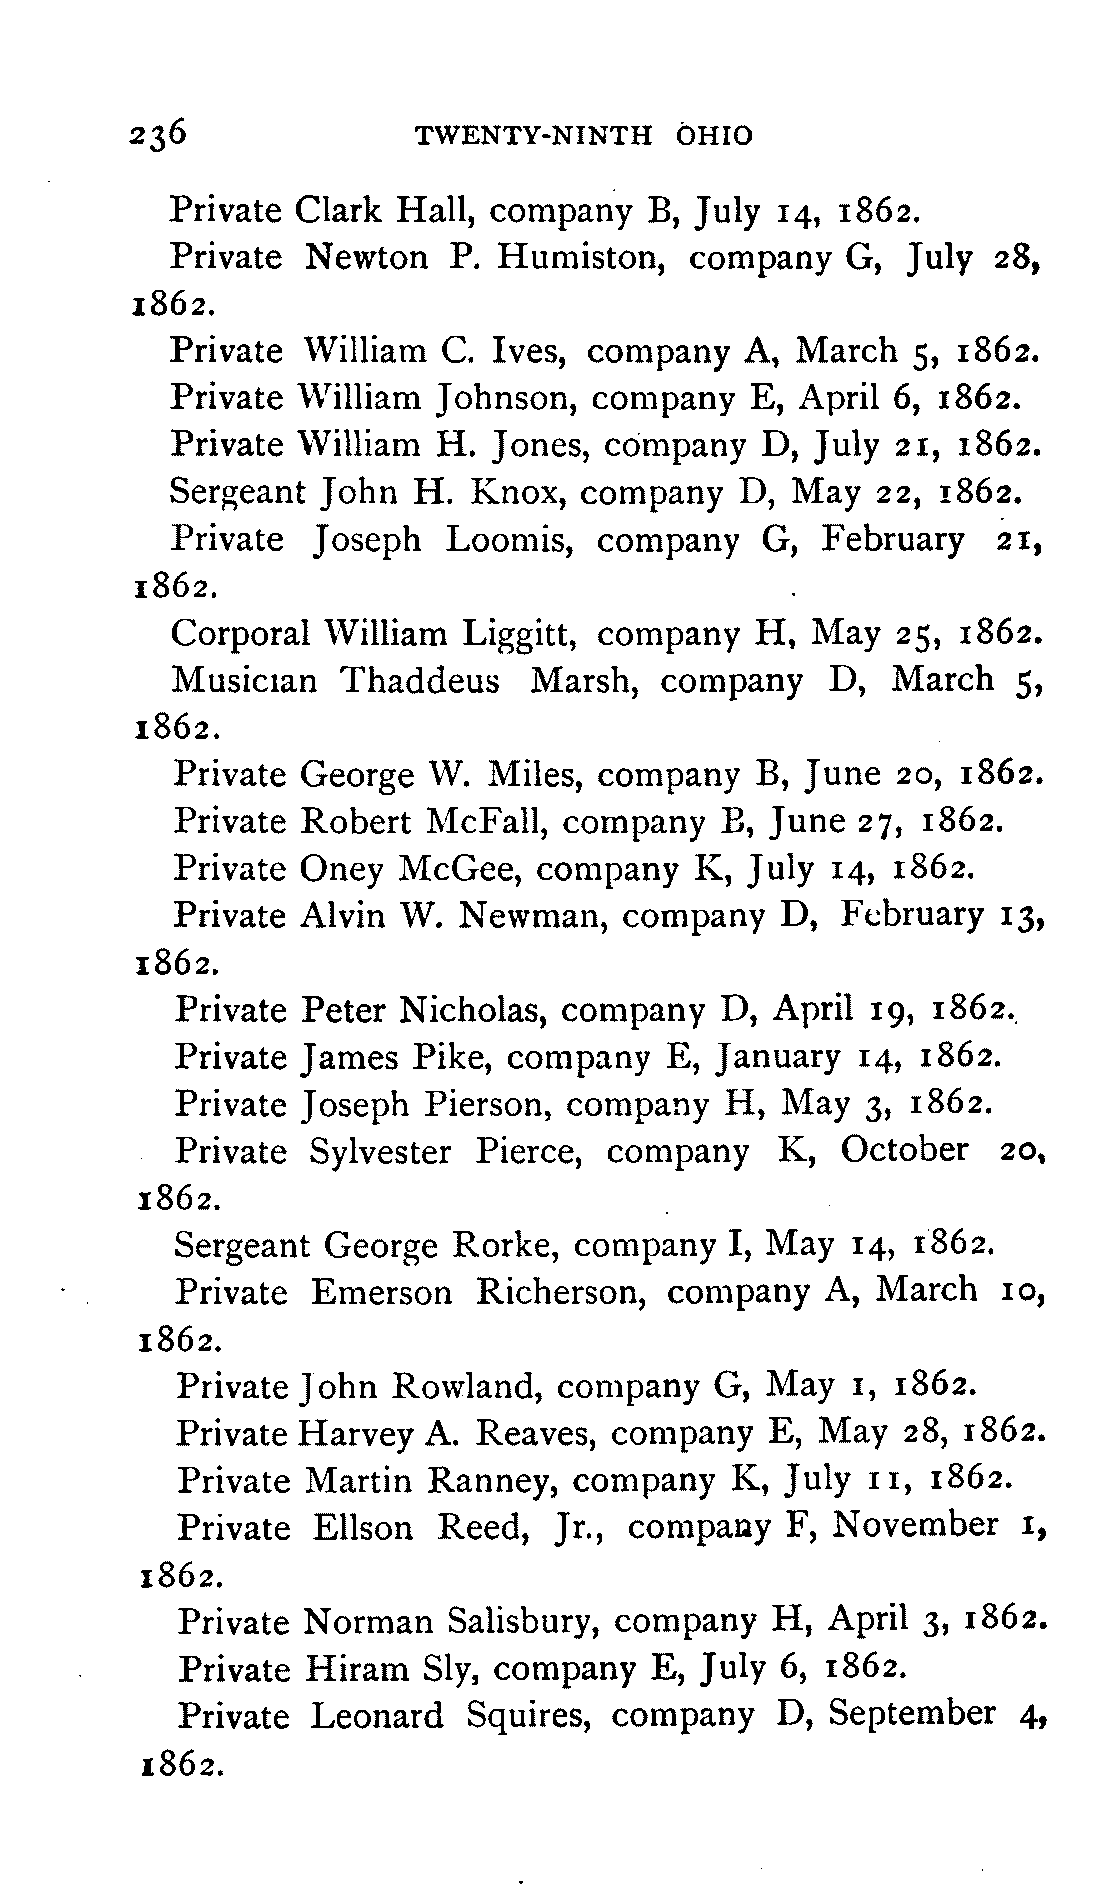 236 TWENTY-NINTH OHIO
Private Clark Hall, company B, July 14, 1862.
Private Newton P. Humiston, company G, July 28,
1862.
Private William C. Ives, company A, March 5, 1862.
Private William Johnson, company E, April 6, 1862.
Private William H. Jones, company D, July 21, 1862.
Sergeant John H. Knox, company D, May 22, 1862.
Private Joseph Loomis, company G, February 21,
1862.
Corporal William Liggitt, company H, May 25, 1862.
Musician Thaddeus Marsh, company D, March 5,
1862.
Private George W. Miles, company B, June 20, 1862.
Private Robert McFall, company E, June 27, 1862.
Private Oney McGee, company K, July 14, 1862.
Private Alvin W. Newman, company D, February 13,
1862.
Private Peter Nicholas, company D, April 19, 1862.
Private James Pike, company E, January 14, 1862.
Private Joseph Pierson, company H, May 3, 1862.
Private Sylvester Pierce, company K, October 20,
1862.
Sergeant George Rorke, company I, May 14, 1862.
Private Emerson Richerson, company A, March 10,
1862.
Private John Rowland, company G, May 1, 1862.
Private Harvey A. Reaves, company E, May 28, 1862.
Private Martin Ranney, company K, July 11, 1862.
Private Ellson Reed, Jr., company F, November 1,
1862.
Private Norman Salisbury, company H, April 3, 1862.
Private Hiram Sly, company E, July 6, 1862.
Private Leonard Squires, company D, September 4,
1862.